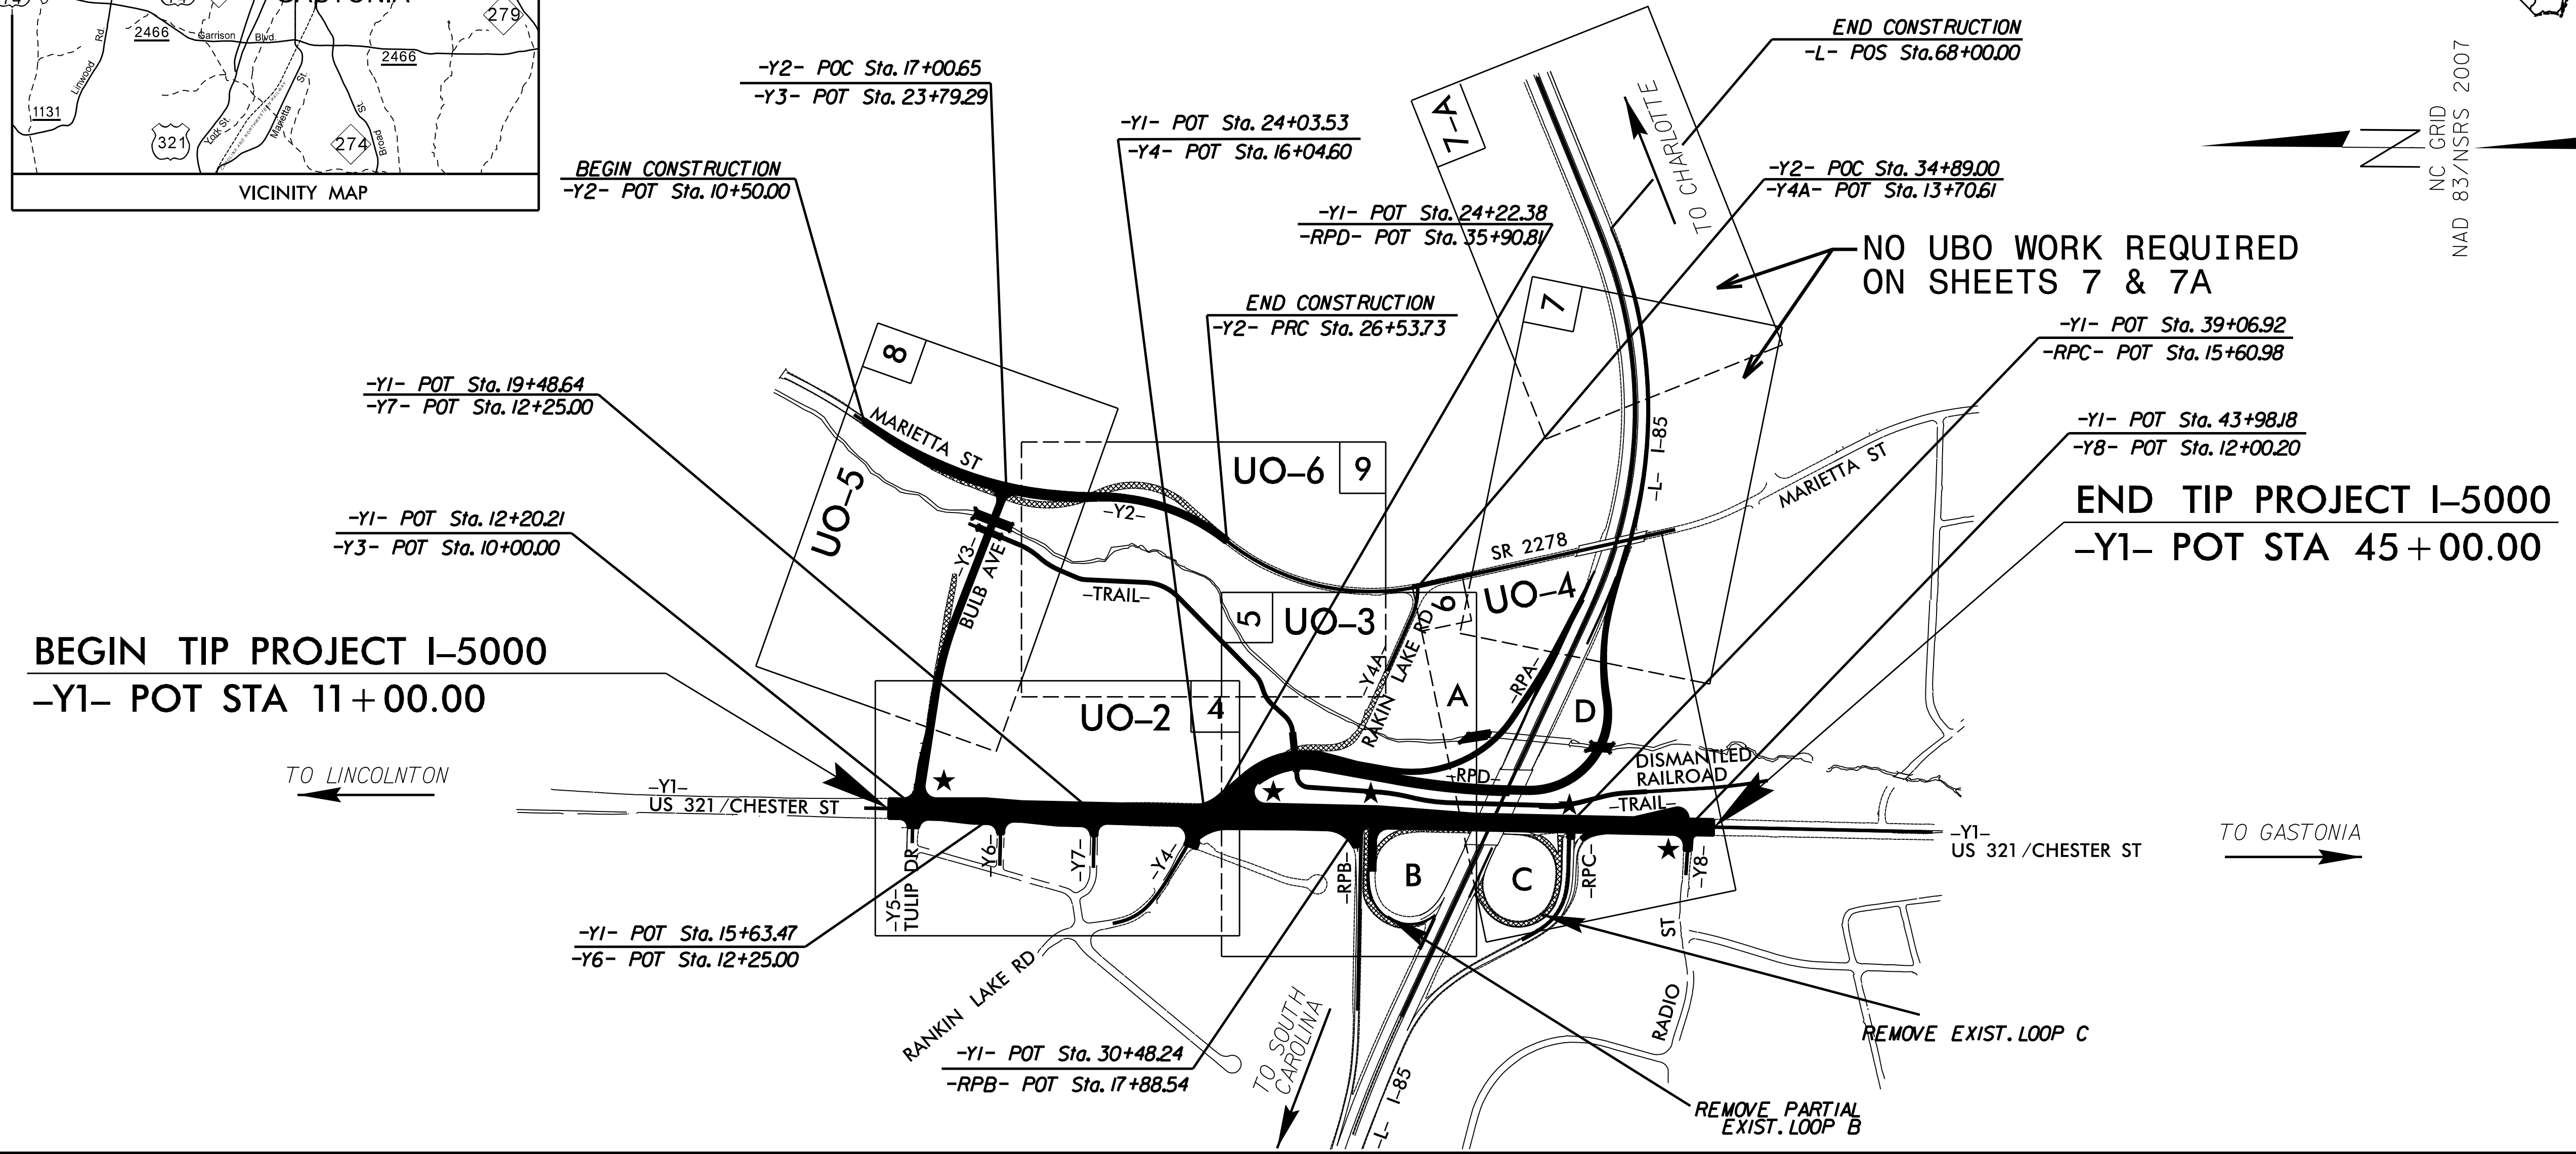 279
2466
Garrison Blvd.
2466
Linwood Rd.
1131
York St.
Marietta St.
321
274
Broad St.
VICINITY MAP
END CONSTRUCTION
-L- POS Sta.68+00.00
-Y2- POC Sta. 17+00.65
-Y3- POT Sta. 23+79.29
-Y1- POT Sta. 24+03.53
-Y4- POT Sta. 16+04.60
BEGIN CONSTRUCTION
-Y2- POT Sta. 10+50.00
-Y1- POT Sta. 24+22.38
-RPD- POT Sta. 35+90.81
-Y2- POC Sta. 34+89.00
-Y4A- POT Sta. 13+70.61
7-A
TO CHARLOTTE
N
NC GRID
NAD 83/NSRS 2007
NO UBO WORK REQUIRED
ON SHEETS 7 & 7A
END CONSTRUCTION
-Y2- PRC Sta. 26+53.73
7
-Y1- POT Sta. 39+06.92
-RPC- POT Sta. 15+60.98
8
-Y1- POT Sta. 19+48.64
-Y7- POT Sta. 12+25.00
-Y1- POT Sta. 43+98.18
-Y8- POT Sta. 12+00.20
MARIETTA ST
UO-5
UO-6
9
-L- I-85
MARIETTA ST
END TIP PROJECT I-5000
-Y1- POT STA 45+00.00
-Y1- POT Sta. 12+20.21
-Y3- POT Sta. 10+00.00
-Y2-
-Y3-
BULB AVE
SR 2278
-TRAIL-
5
UO-3
6
UO-4
BEGIN TIP PROJECT I-5000
-Y1- POT STA 11+00.00
-Y4A-
RAKIN LAKE RD
A
-RPA-
D
UO-2
4
TO LINCOLNTON
-Y1-
US 321/CHESTER ST
-RPD-
DISMANTLED
RAILROAD
-TRAIL-
-Y1-
US 321/CHESTER ST
TO GASTONIA
-Y5-
TULIP DR
-Y6-
-Y7-
-Y4-
-RPB-
B
C
-RPC-
-Y8-
-Y1- POT Sta. 15+63.47
-Y6- POT Sta. 12+25.00
RANKIN LAKE RD
RADIO ST
-Y1- POT Sta. 30+48.24
-RPB- POT Sta. 17+88.54
TO SOUTH
CAROLINA
-L- I-85
REMOVE EXIST. LOOP C
REMOVE PARTIAL
EXIST. LOOP B